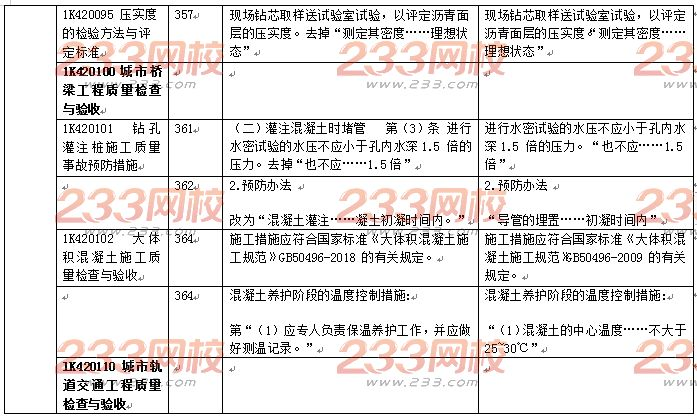 1K420095 压实度
的检验方法与评
定标准
357
现场钻芯取样送试验室试验，以评定沥青面
层的压实度。去掉“测定其密度……理想状
态”
现场钻芯取样送试验室试验，以评定
沥青面层的压实度。“测定其密度……
理想状态”
1K420100 城市桥
梁工程质量检查
与验收
1K420101 钻孔
灌注桩施工质量
事故预防措施
361
（二）灌注混凝土时堵管 第（3）条 进行
水密试验的水压不应小于孔内水深 1.5 倍的
压力。去掉“也不应……1.5 倍”
进行水密试验的水压不应小于孔内水
深 1.5 倍的压力。“也不应……1.5
倍”
362
2.预防办法
改为“混凝土灌注……凝土初凝时间内。”
2.预防办法
“导管的埋置……初凝时间内”
1K420102 大体
积混凝土施工质
量检查与验收
364
施工措施应符合国家标准《大体积混凝土施
工规范》GB50496-2018 的有关规定。
施工措施应符合国家标准《大体积混
凝土施工规范》GB50496-2009 的有关
规定。
364
混凝土养护阶段的温度控制措施:
第“（1）应专人负责保温养护工作，并应做
好测温记录。”
混凝土养护阶段的温度控制措施:
“（1）混凝土的中心温度……不大于
25~30℃”
1K420110 城市轨
道交通工程质量
检查与验收
233网校
www.233.com